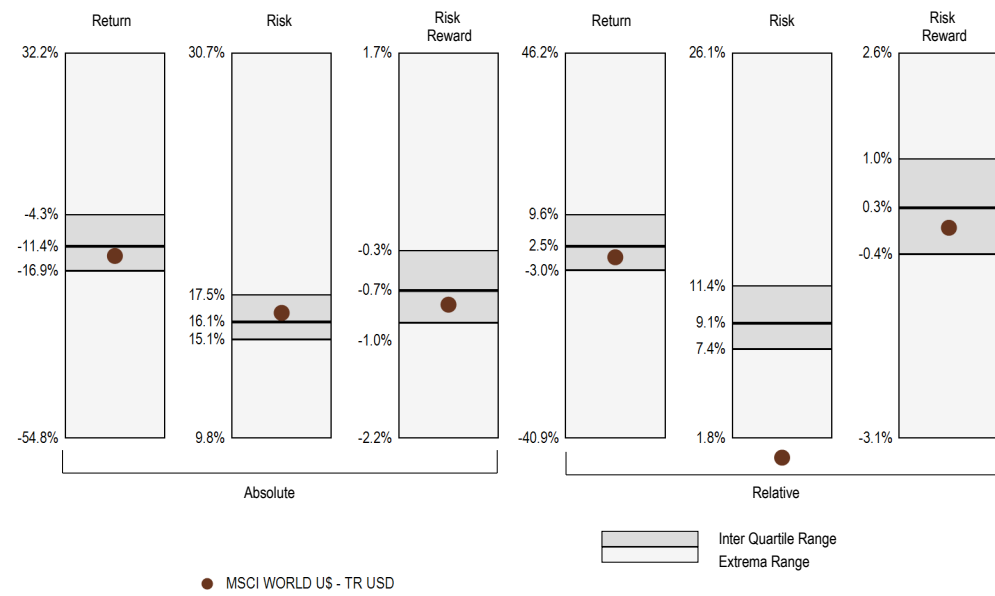 Return
Risk
Risk
Reward
Return
Risk
Risk
Reward
32.2%
30.7%
1.7%
46.2%
26.1%
2.6%
-4.3%
-11.4%
-16.9%
17.5%
16.1%
15.1%
-0.3%
-0.7%
-1.0%
9.6%
2.5%
-3.0%
11.4%
9.1%
7.4%
1.0%
0.3%
-0.4%
-54.8%
9.8%
-2.2%
-40.9%
1.8%
-3.1%
Absolute
Relative
Inter Quartile Range
Extrema Range
MSCI WORLD U$ - TR USD